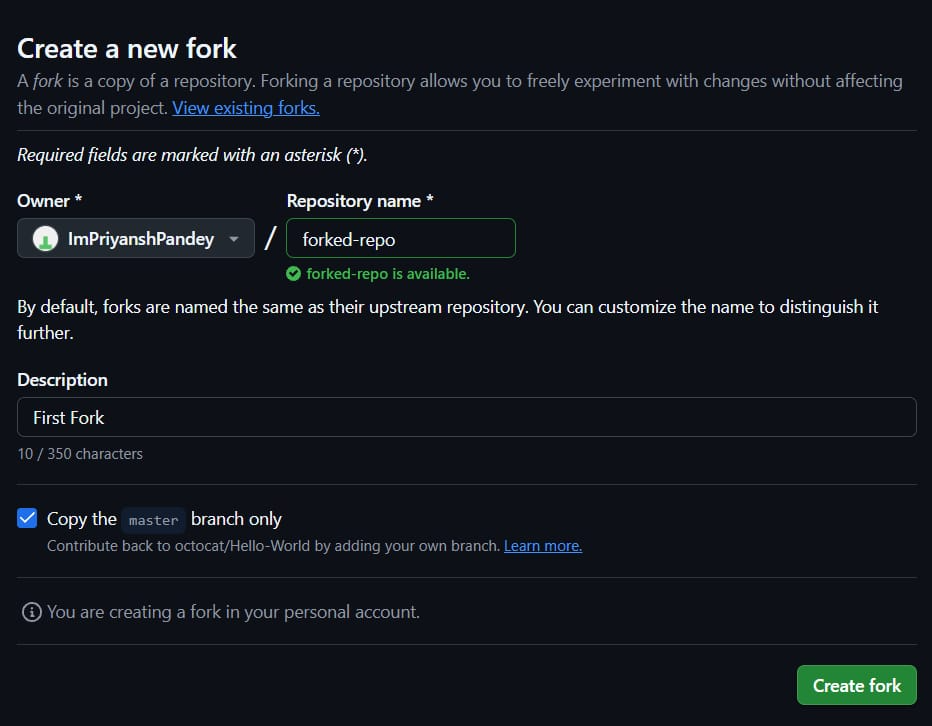 Create a new fork
A fork is a copy of a repository. Forking a repository allows you to freely experiment with changes without affecting
the original project. View existing forks.
Required fields are marked with an asterisk (*).
Owner * Repository name *
ImPriyanshPandey / forked-repo
forked-repo is available.
By default, forks are named the same as their upstream repository. You can customize the name to distinguish it
further.
Description
First Fork
10 / 350 characters
Copy the master branch only
Contribute back to octocat/Hello-World by adding your own branch. Learn more.
You are creating a fork in your personal account.
Create fork